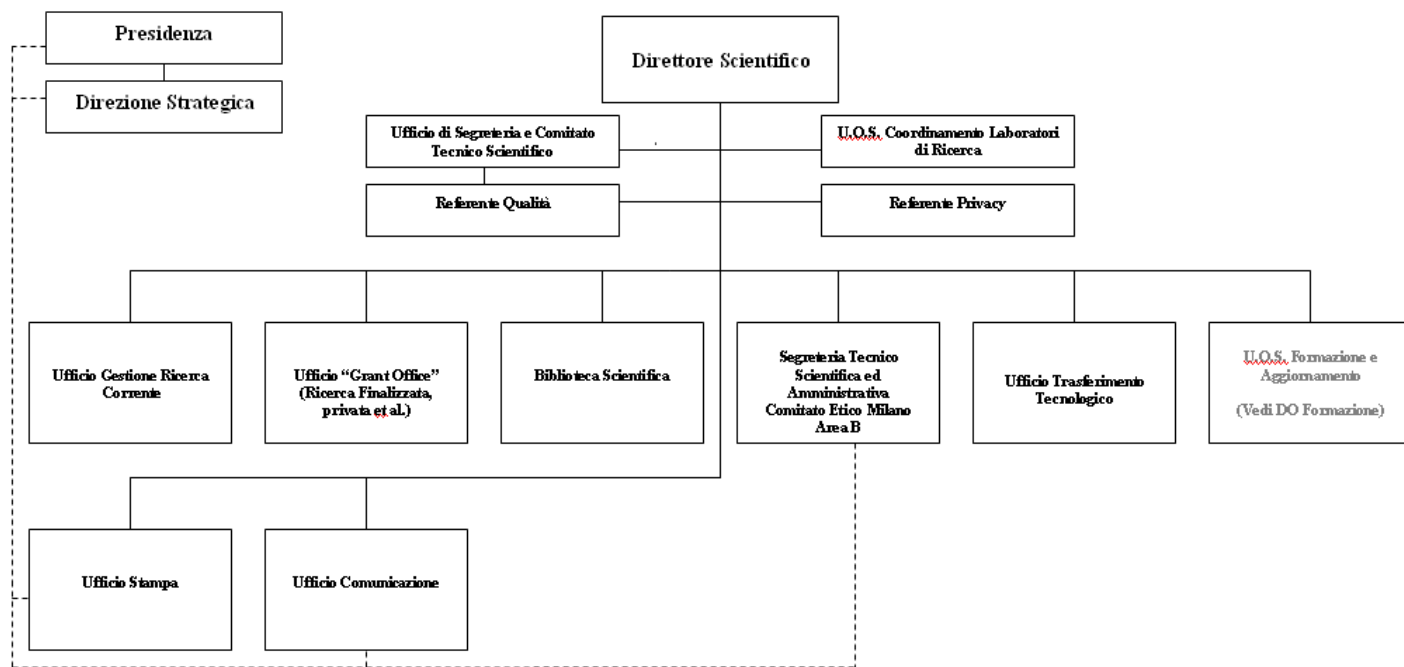 Presidenza
Direttore Scientifico
Direzione Strategica
Ufficio di Segreteria e Comitato
Tecnico Scientifico
U.O.S. Coordinamento Laboratori
di Ricerca
Referente Qualità
Referente Privacy
Ufficio Gestione Ricerca
Corrente
Ufficio “Grant Office”
(Ricerca Finalizzata,
privata et al.)
Biblioteca Scientifica
Segreteria Tecnico
Scientifica ed
Amministrativa
Comitato Etico Milano
Area B
Ufficio Trasferimento
Tecnologico
U.O.S. Formazione e
Aggiornamento
(Vedi DO Formazione)
Ufficio Stampa
Ufficio Comunicazione